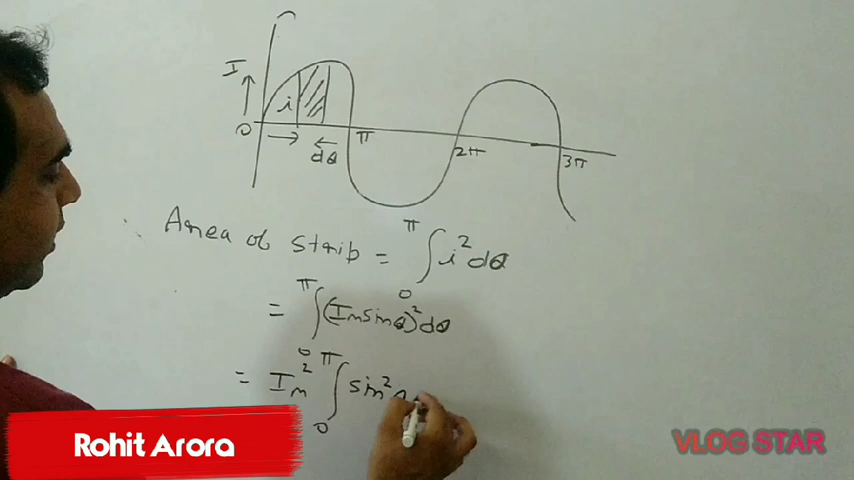 I
i
0
π
2π
3π
dθ
Area of strip = ∫₀^π i² dθ
= ∫₀^π (Im sinθ)² dθ
= Im² ∫₀^π sin² θ
Rohit Arora
VLOG STAR